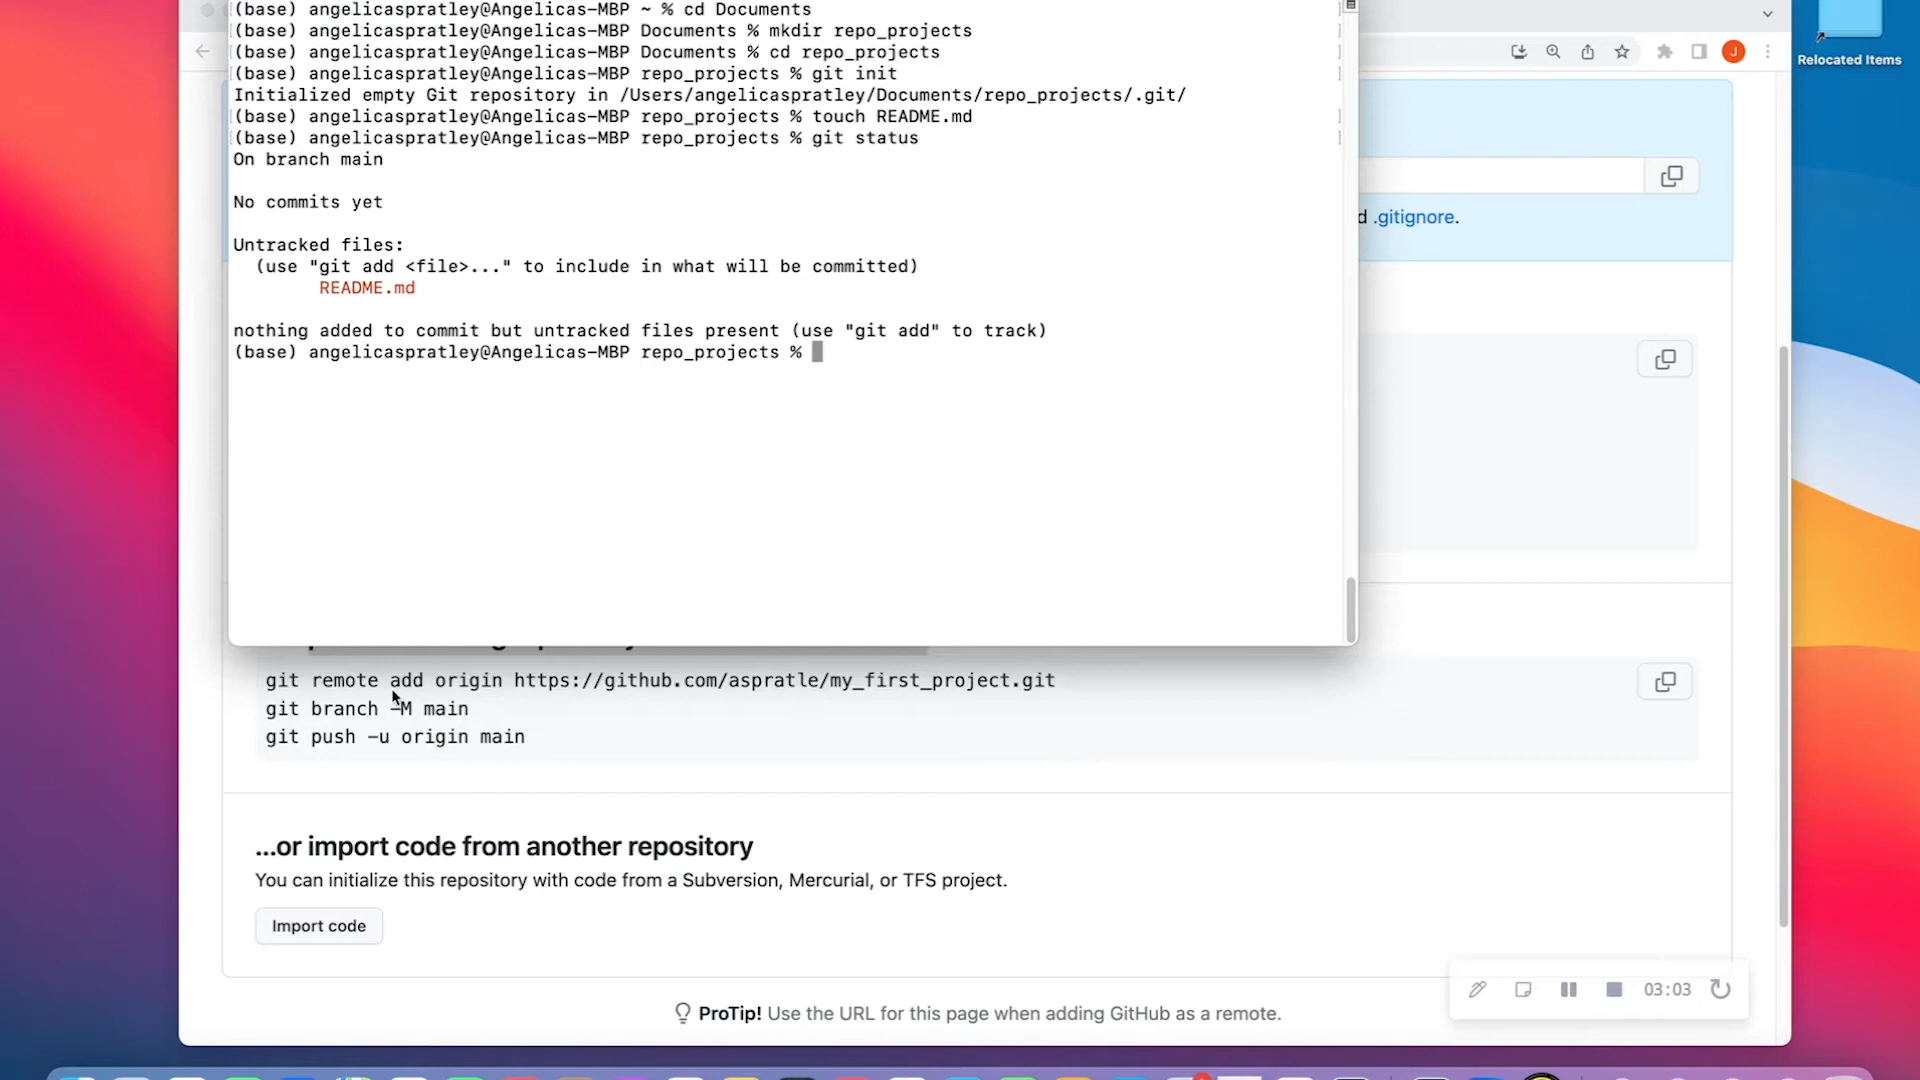 (base) angelicaspratley@Angelicas-MBP ~ % cd Documents
(base) angelicaspratley@Angelicas-MBP Documents % mkdir repo_projects
(base) angelicaspratley@Angelicas-MBP Documents % cd repo_projects
(base) angelicaspratley@Angelicas-MBP repo_projects % git init
Initialized empty Git repository in /Users/angelicaspratley/Documents/repo_projects/.git/
(base) angelicaspratley@Angelicas-MBP repo_projects % touch README.md
(base) angelicaspratley@Angelicas-MBP repo_projects % git status
On branch main
No commits yet
Untracked files:
(use "git add <file>..." to include in what will be committed)
README.md
nothing added to commit but untracked files present (use "git add" to track)
(base) angelicaspratley@Angelicas-MBP repo_projects %
J
Relocated Items
d .gitignore.
git remote add origin https://github.com/aspratle/my_first_project.git
git branch -M main
git push -u origin main
...or import code from another repository
You can initialize this repository with code from a Subversion, Mercurial, or TFS project.
Import code
03:03
ProTip! Use the URL for this page when adding GitHub as a remote.